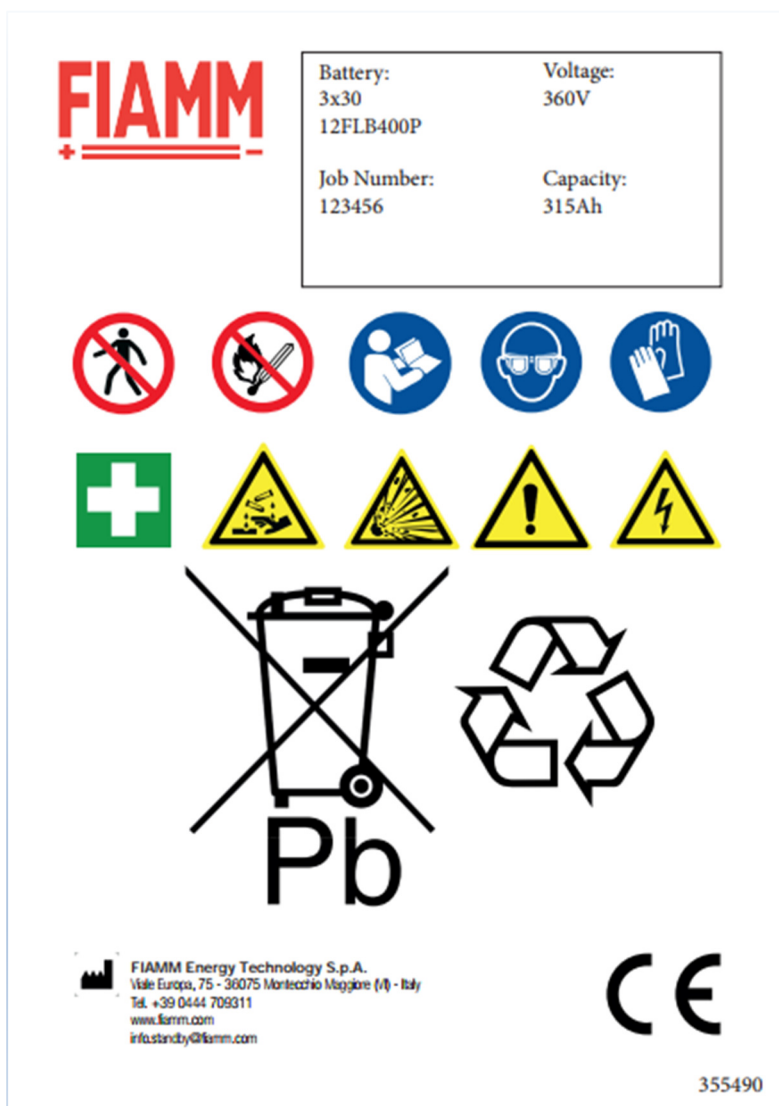 FIAMM
Battery:
3x30
12FLB400P
Voltage:
360V
Job Number:
123456
Capacity:
315Ah
Pb
FIAMM Energy Technology S.p.A.
Viale Europa, 75 - 36075 Montecchio Maggiore (VI) - Italy
Tel. +39 0444 709311
www.fiamm.com
info.standby@fiamm.com
CE
355490